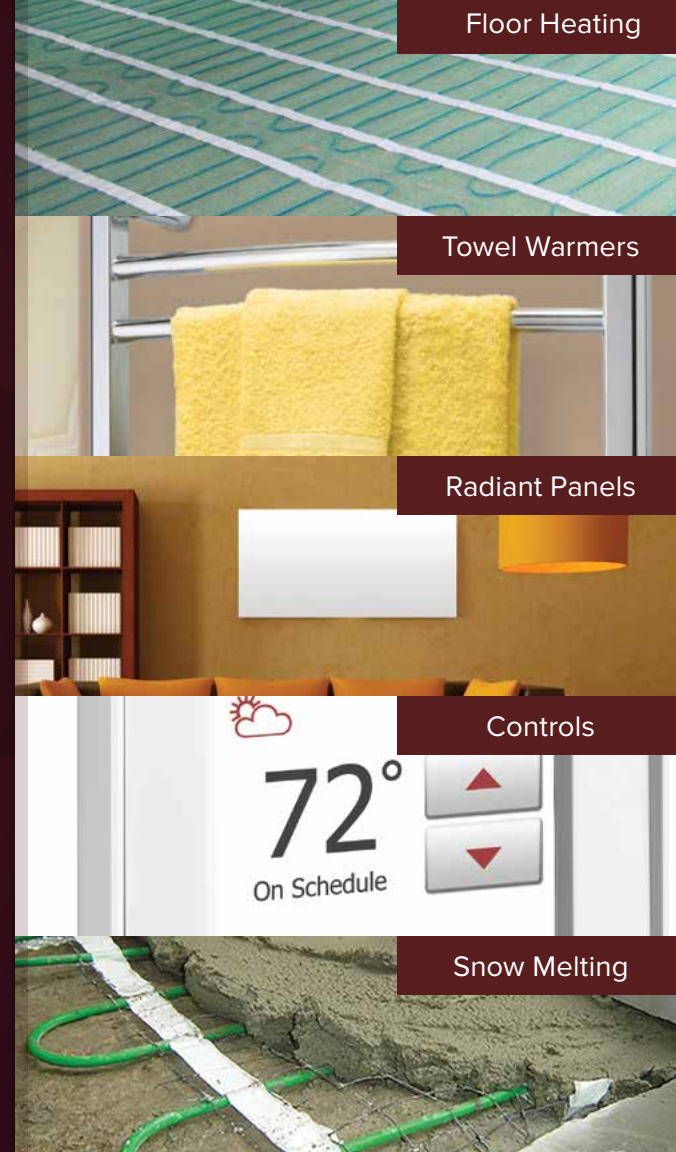 Floor Heating
Towel Warmers
Radiant Panels
Controls
72°
On Schedule
Snow Melting